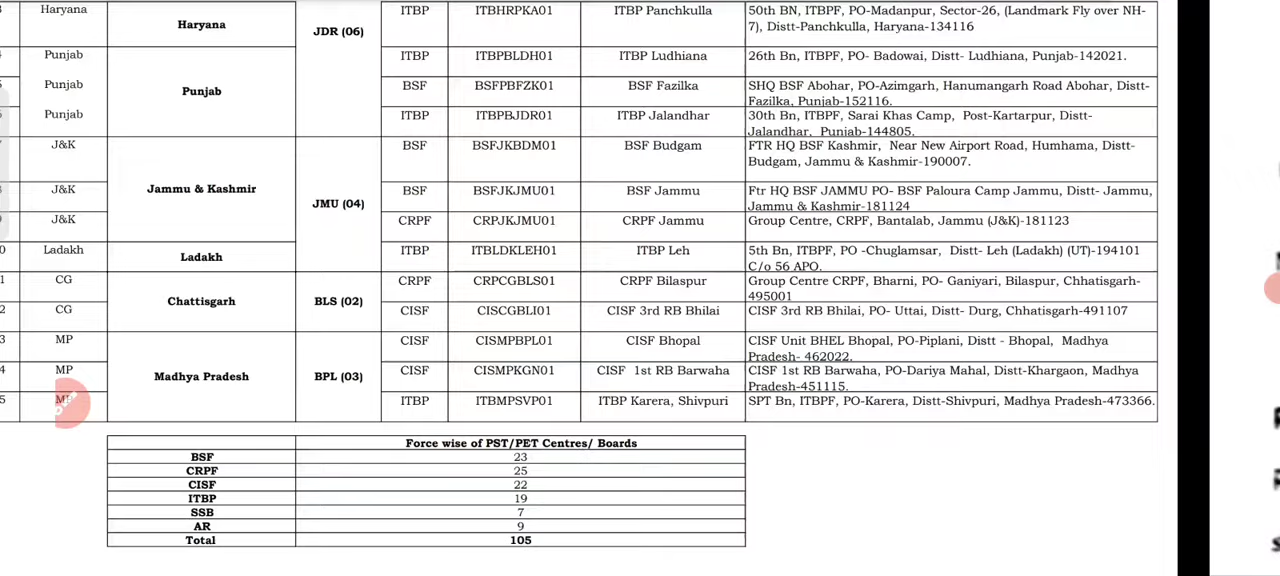 3 Haryana Haryana JDR (06) ITBP ITBHRPKA01 ITBP Panchkulla 50th BN, ITBPF, PO-Madanpur, Sector-26, (Landmark Fly over NH-
7), Distt-Panchkulla, Haryana-134116
4 Punjab Punjab ITBP ITBPBLDH01 ITBP Ludhiana 26th Bn, ITBPF, PO- Badowai, Distt- Ludhiana, Punjab-142021.
5 Punjab BSF BSFPBFZK01 BSF Fazilka SHQ BSF Abohar, PO-Azimgarh, Hanumangarh Road Abohar, Distt-
Fazilka, Punjab-152116.
6 Punjab ITBP ITBPBJDR01 ITBP Jalandhar 30th Bn, ITBPF, Sarai Khas Camp, Post-Kartarpur, Distt-
Jalandhar, Punjab-144805.
7 J&K Jammu & Kashmir JMU (04) BSF BSFJKBDM01 BSF Budgam FTR HQ BSF Kashmir, Near New Airport Road, Humhama, Distt-
Budgam, Jammu & Kashmir-190007.
8 J&K BSF BSFJKJMU01 BSF Jammu Ftr HQ BSF JAMMU PO- BSF Paloura Camp Jammu, Distt- Jammu,
Jammu & Kashmir-181124
9 J&K CRPF CRPJKJMU01 CRPF Jammu Group Centre, CRPF, Bantalab, Jammu (J&K)-181123
0 Ladakh Ladakh ITBP ITBLDKLEH01 ITBP Leh 5th Bn, ITBPF, PO -Chuglamsar, Distt- Leh (Ladakh) (UT)-194101
C/o 56 APO.
1 CG Chattisgarh BLS (02) CRPF CRPCGBLS01 CRPF Bilaspur Group Centre CRPF, Bharni, PO- Ganiyari, Bilaspur, Chhatisgarh-
495001
2 CG CISF CISCGBLI01 CISF 3rd RB Bhilai CISF 3rd RB Bhilai, PO- Uttai, Distt- Durg, Chhatisgarh-491107
3 MP Madhya Pradesh BPL (03) CISF CISMPBPL01 CISF Bhopal CISF Unit BHEL Bhopal, PO-Piplani, Distt - Bhopal, Madhya
Pradesh- 462022.
4 MP CISF CISMPKGN01 CISF 1st RB Barwaha CISF 1st RB Barwaha, PO-Dariya Mahal, Distt-Khargaon, Madhya
Pradesh-451115.
5 ITBP ITBMPSVP01 ITBP Karera, Shivpuri SPT Bn, ITBPF, PO-Karera, Distt-Shivpuri, Madhya Pradesh-473366.
Force wise of PST/PET Centres/ Boards
BSF 23
CRPF 25
CISF 22
ITBP 19
SSB 7
AR 9
Total 105